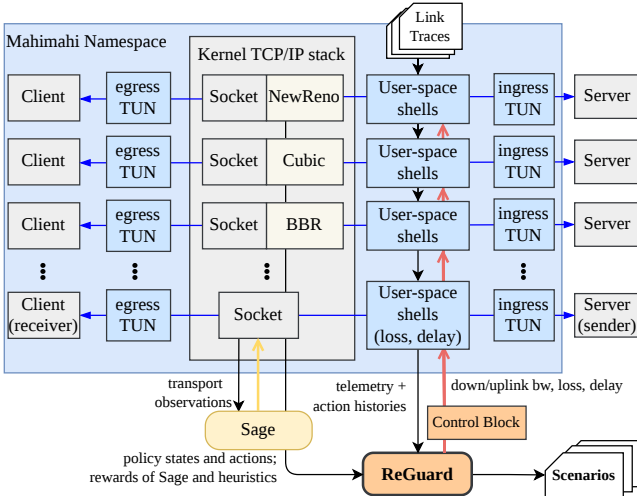 Link
Traces
Mahimahi Namespace
Kernel TCP/IP stack
Client
egress
TUN
Socket
NewReno
User-space
shells
ingress
TUN
Server
Client
egress
TUN
Socket
Cubic
User-space
shells
ingress
TUN
Server
Client
egress
TUN
Socket
BBR
User-space
shells
ingress
TUN
Server
Client
(receiver)
egress
TUN
Socket
User-space
shells
(loss, delay)
ingress
TUN
Server
(sender)
transport
observations
telemetry +
action histories
down/uplink bw, loss, delay
Sage
Control Block
policy states and actions;
rewards of Sage and heuristics
ReGuard
Scenarios